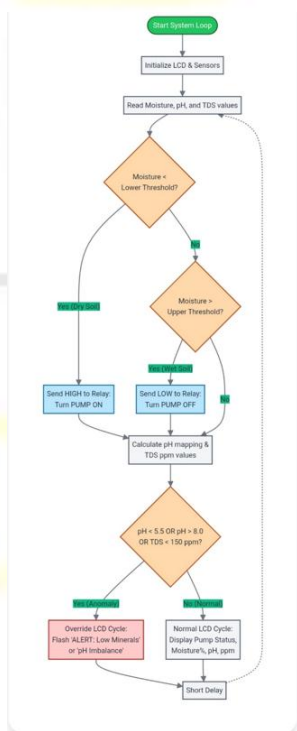 Start System Loop
Initialize LCD & Sensors
Read Moisture, pH, and TDS values
Moisture <
Lower Threshold?
No
Moisture >
Upper Threshold?
Yes (Dry Soil)
Yes (Wet Soil)
Send HIGH to Relay:
Turn PUMP ON
Send LOW to Relay:
Turn PUMP OFF
No
Calculate pH mapping &
TDS ppm values
pH < 5.5 OR pH > 8.0
OR TDS < 150 ppm?
Yes (Anomaly)
No (Normal)
Override LCD Cycle:
Flash 'ALERT: Low Minerals'
or 'pH Imbalance'
Normal LCD Cycle:
Display Pump Status,
Moisture%, pH, ppm
Short Delay